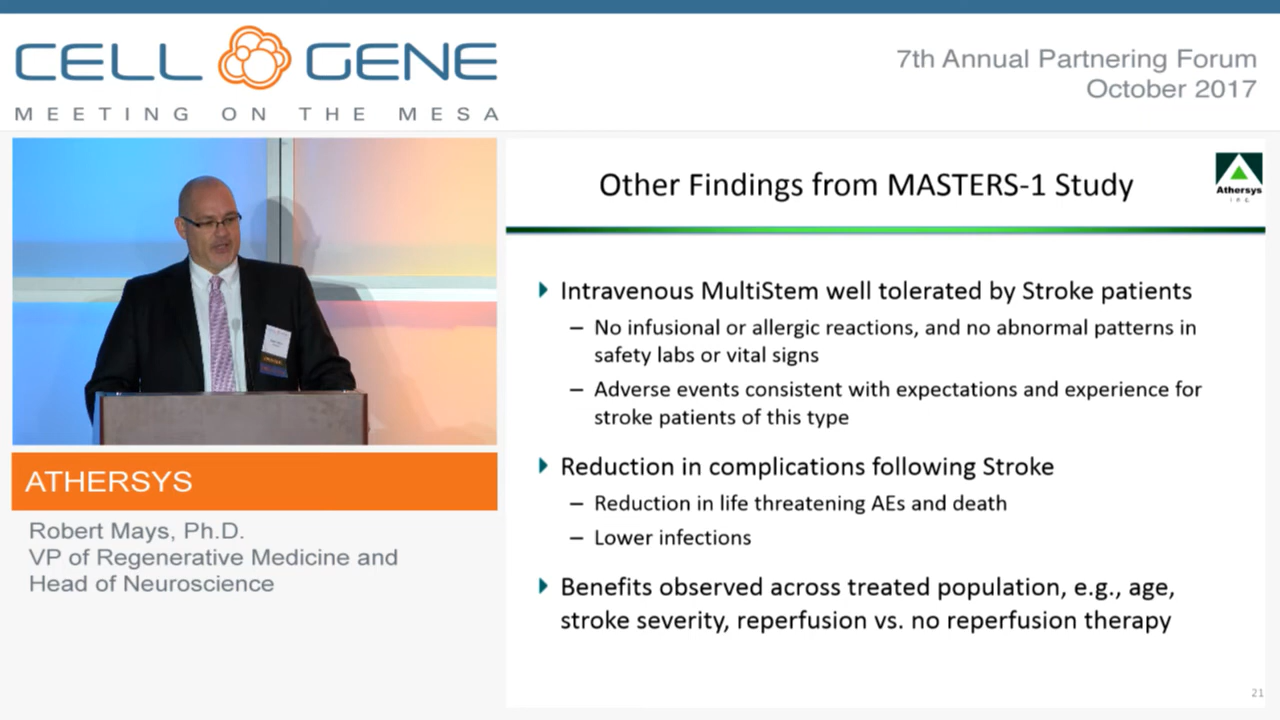 CELL GENE
MEETING ON THE MESA
7th Annual Partnering Forum
October 2017
ATHERSYS
Robert Mays, Ph.D.
VP of Regenerative Medicine and
Head of Neuroscience
Other Findings from MASTERS-1 Study
Athersys
inc.
Intravenous MultiStem well tolerated by Stroke patients
– No infusional or allergic reactions, and no abnormal patterns in
safety labs or vital signs
– Adverse events consistent with expectations and experience for
stroke patients of this type
Reduction in complications following Stroke
– Reduction in life threatening AEs and death
– Lower infections
Benefits observed across treated population, e.g., age,
stroke severity, reperfusion vs. no reperfusion therapy
21